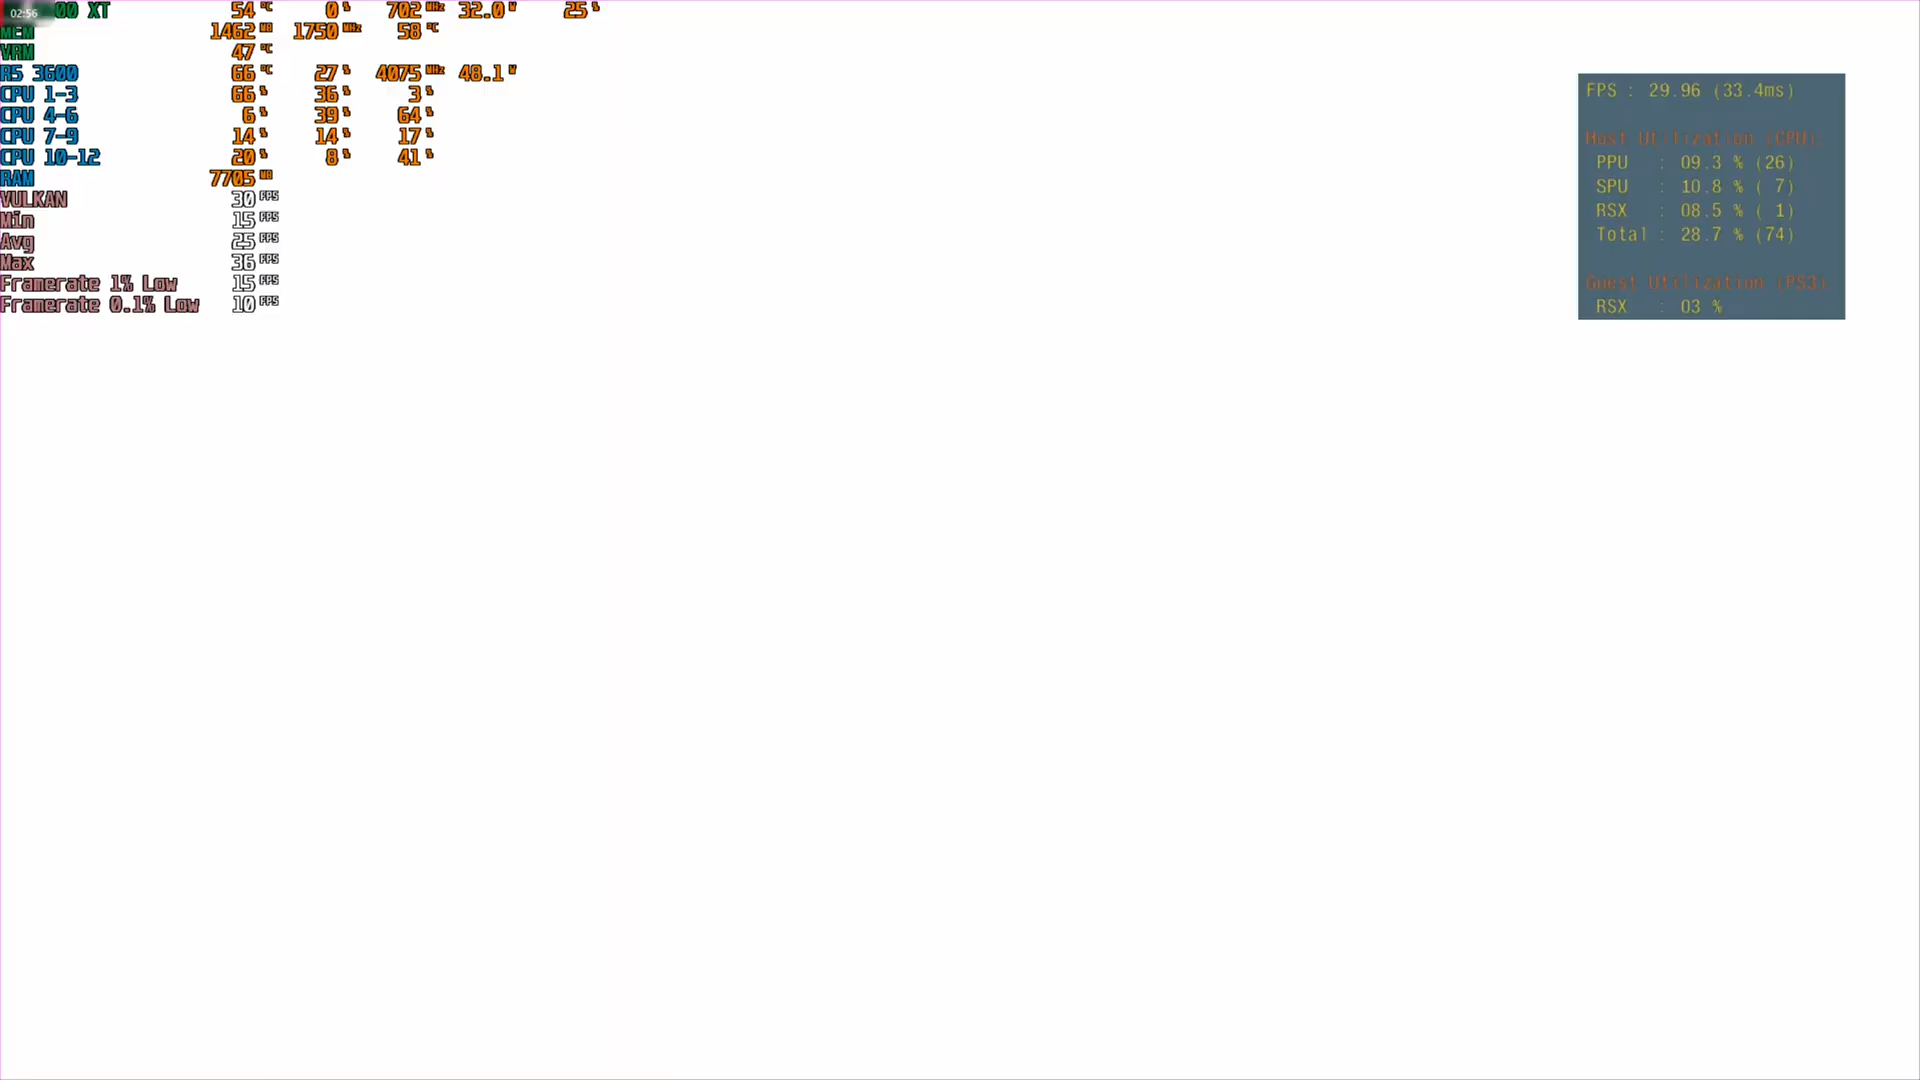 02:56
00 XT 54 °C 0 % 702 MHz 32.0 W 25 %
MEM 1462 MB 1750 MHz 58 °C
VRM 47 °C
R5 3600 66 °C 27 % 4075 MHz 48.1 W
CPU 1-3 66 % 36 % 3 %
CPU 4-6 6 % 39 % 64 %
CPU 7-9 14 % 14 % 17 %
CPU 10-12 20 % 8 % 41 %
RAM 7705 MB
VULKAN 30 FPS
Min 15 FPS
Avg 25 FPS
Max 36 FPS
Framerate 1% Low 15 FPS
Framerate 0.1% Low 10 FPS
FPS : 29.96 (33.4ms)
Host Utilization (CPU):
PPU : 09.3 % (26)
SPU : 10.8 % ( 7)
RSX : 08.5 % ( 1)
Total : 28.7 % (74)
Guest Utilization (PS3):
RSX : 03 %